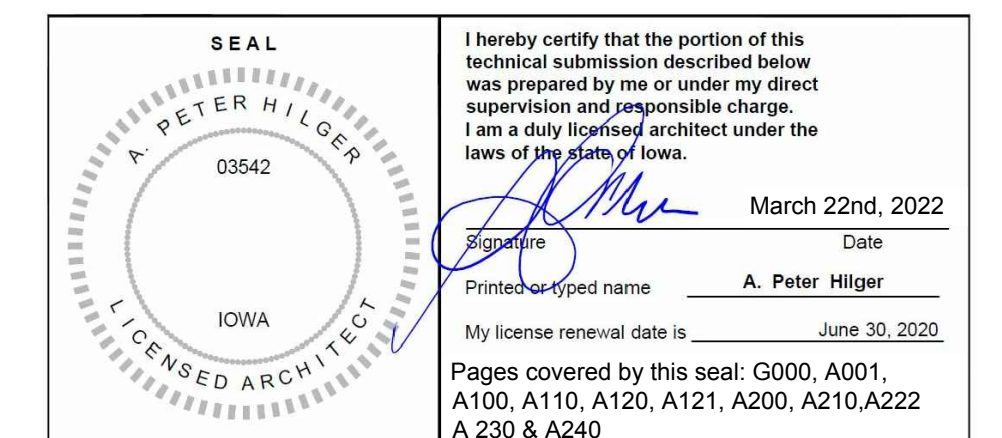 SEAL
A. PETER HILGER
03542
IOWA
LICENSED ARCHITECT
I hereby certify that the portion of this
technical submission described below
was prepared by me or under my direct
supervision and responsible charge.
I am a duly licensed architect under the
laws of the state of Iowa.
March 22nd, 2022
Signature Date
Printed or typed name A. Peter Hilger
My license renewal date is June 30, 2020
Pages covered by this seal: G000, A001,
A100, A110, A120, A121, A200, A210,A222
A 230 & A240